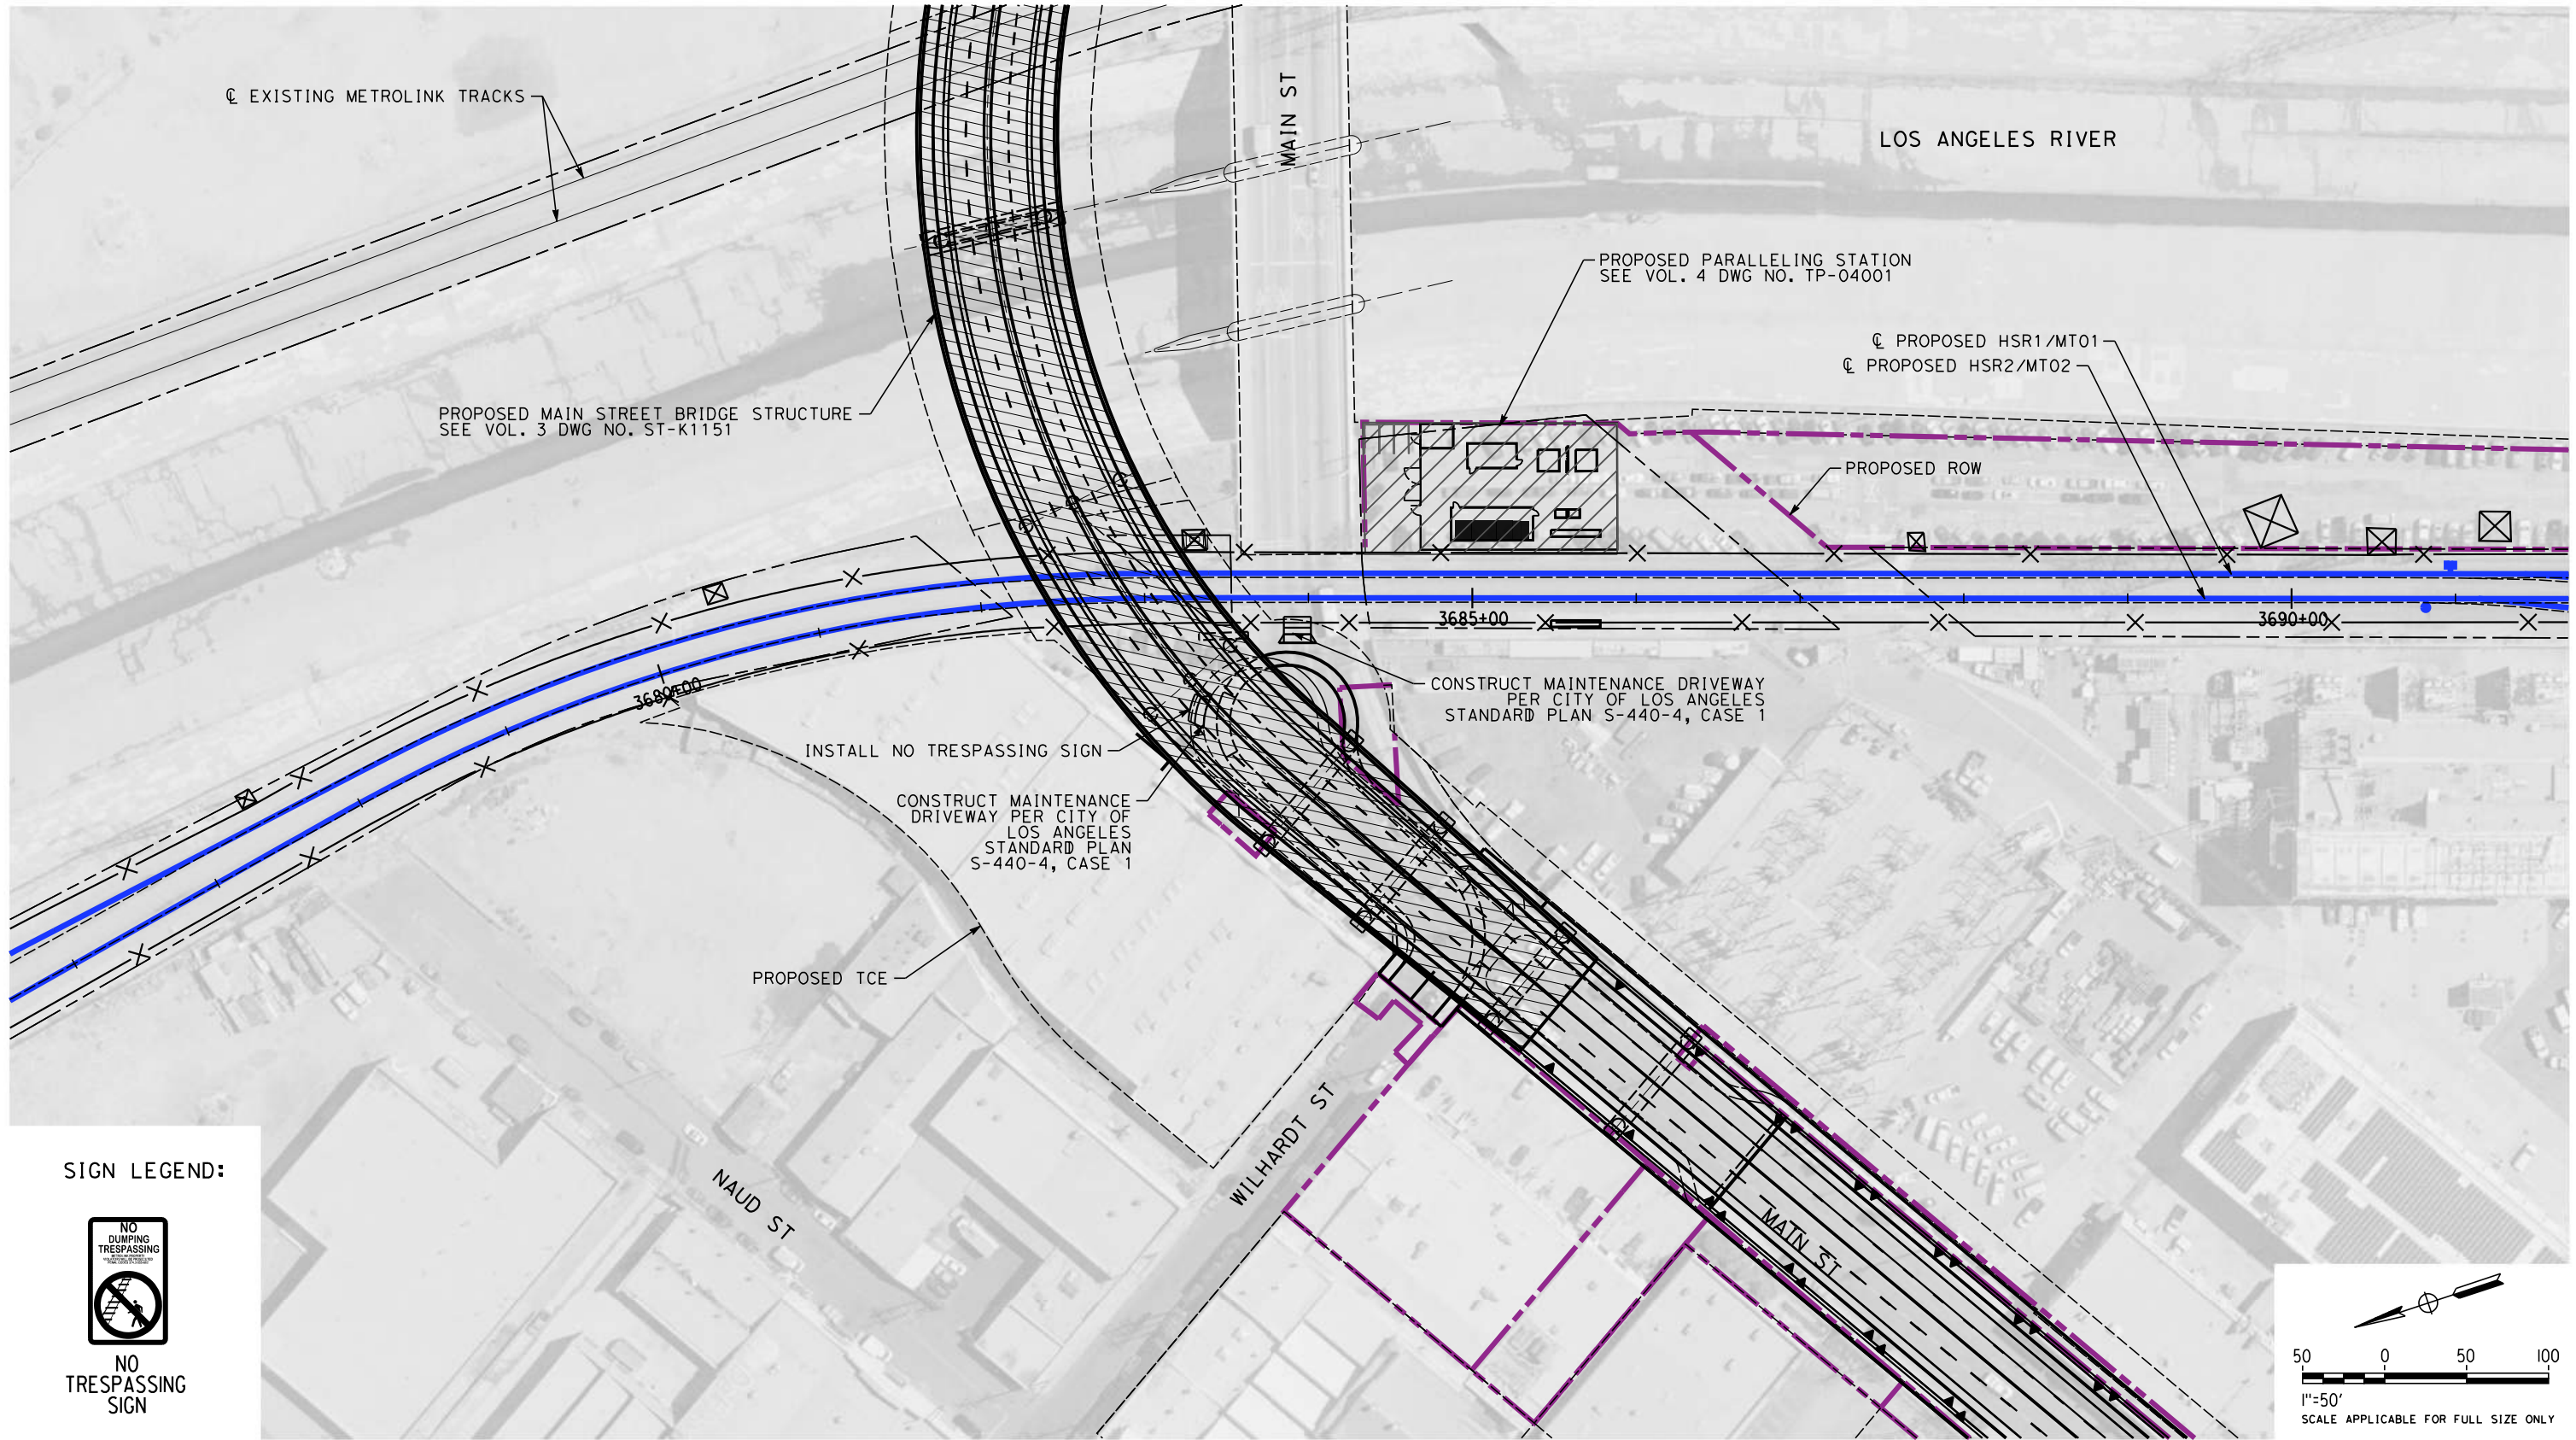 ℄ EXISTING METROLINK TRACKS
MAIN ST
LOS ANGELES RIVER
PROPOSED PARALLELING STATION
SEE VOL. 4 DWG NO. TP-04001
℄ PROPOSED HSR1/MT01
℄ PROPOSED HSR2/MT02
PROPOSED MAIN STREET BRIDGE STRUCTURE
SEE VOL. 3 DWG NO. ST-K1151
PROPOSED ROW
3685+00
3690+00
3680+00
CONSTRUCT MAINTENANCE DRIVEWAY
PER CITY OF LOS ANGELES
STANDARD PLAN S-440-4, CASE 1
INSTALL NO TRESPASSING SIGN
CONSTRUCT MAINTENANCE
DRIVEWAY PER CITY OF
LOS ANGELES
STANDARD PLAN
S-440-4, CASE 1
PROPOSED TCE
WILHARDT ST
NAUD ST
MAIN ST
SIGN LEGEND:
NO
DUMPING
TRESPASSING
NO
TRESPASSING
SIGN
50 0 50 100
1"=50'
SCALE APPLICABLE FOR FULL SIZE ONLY